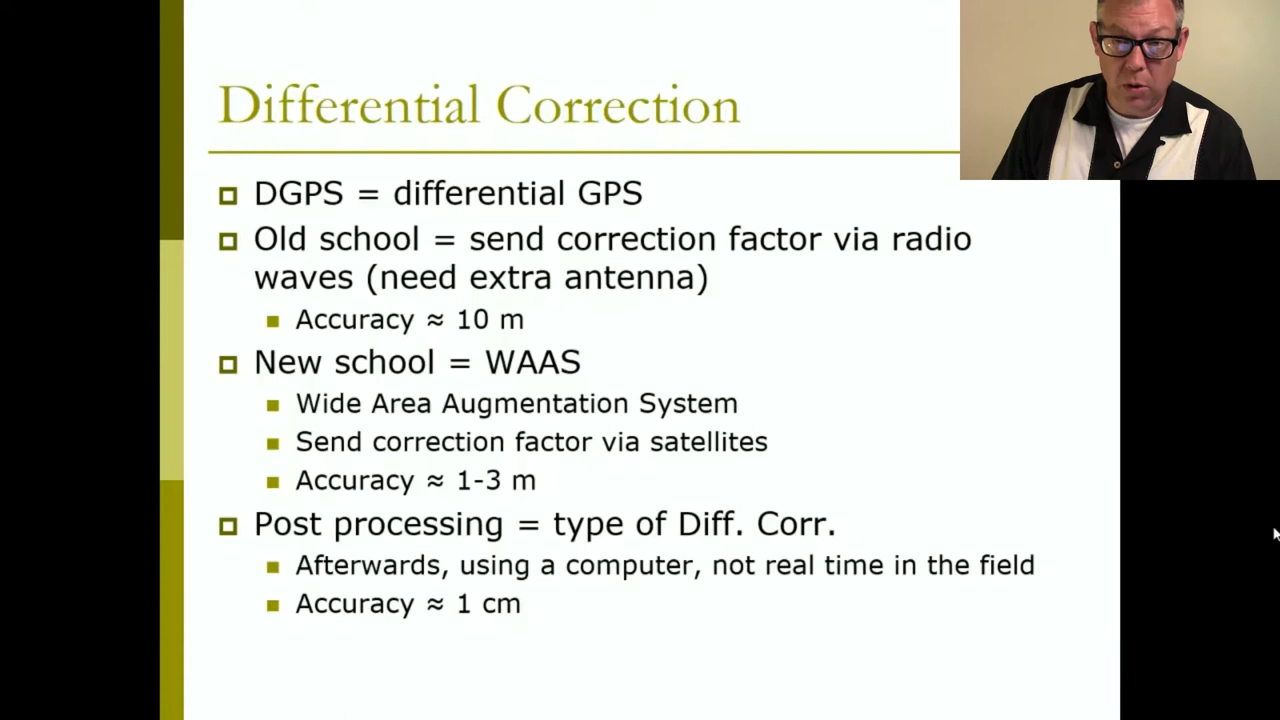 Differential Correction
DGPS = differential GPS
Old school = send correction factor via radio
waves (need extra antenna)
Accuracy ≈ 10 m
New school = WAAS
Wide Area Augmentation System
Send correction factor via satellites
Accuracy ≈ 1-3 m
Post processing = type of Diff. Corr.
Afterwards, using a computer, not real time in the field
Accuracy ≈ 1 cm